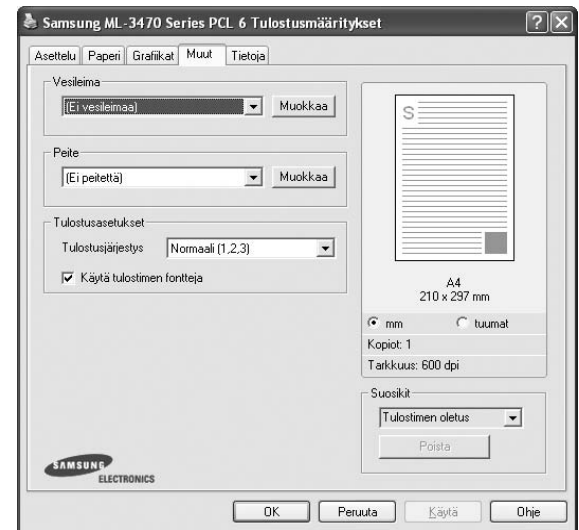 Samsung ML-3470 Series PCL 6 Tulostusmääritykset
Asettelu Paperi Grafiikat Muut Tietoja
Vesileima
(Ei vesileimaa) Muokkaa
Peite
(Ei peitettä) Muokkaa
Tulostusasetukset
Tulostusjärjestys Normaali (1,2,3)
Käytä tulostimen fontteja
S
A4
210 x 297 mm
mm tuumat
Kopiot: 1
Tarkkuus: 600 dpi
Suosikit
Tulostimen oletus
Poista
SAMSUNG
ELECTRONICS
OK Peruuta Käytä Ohje